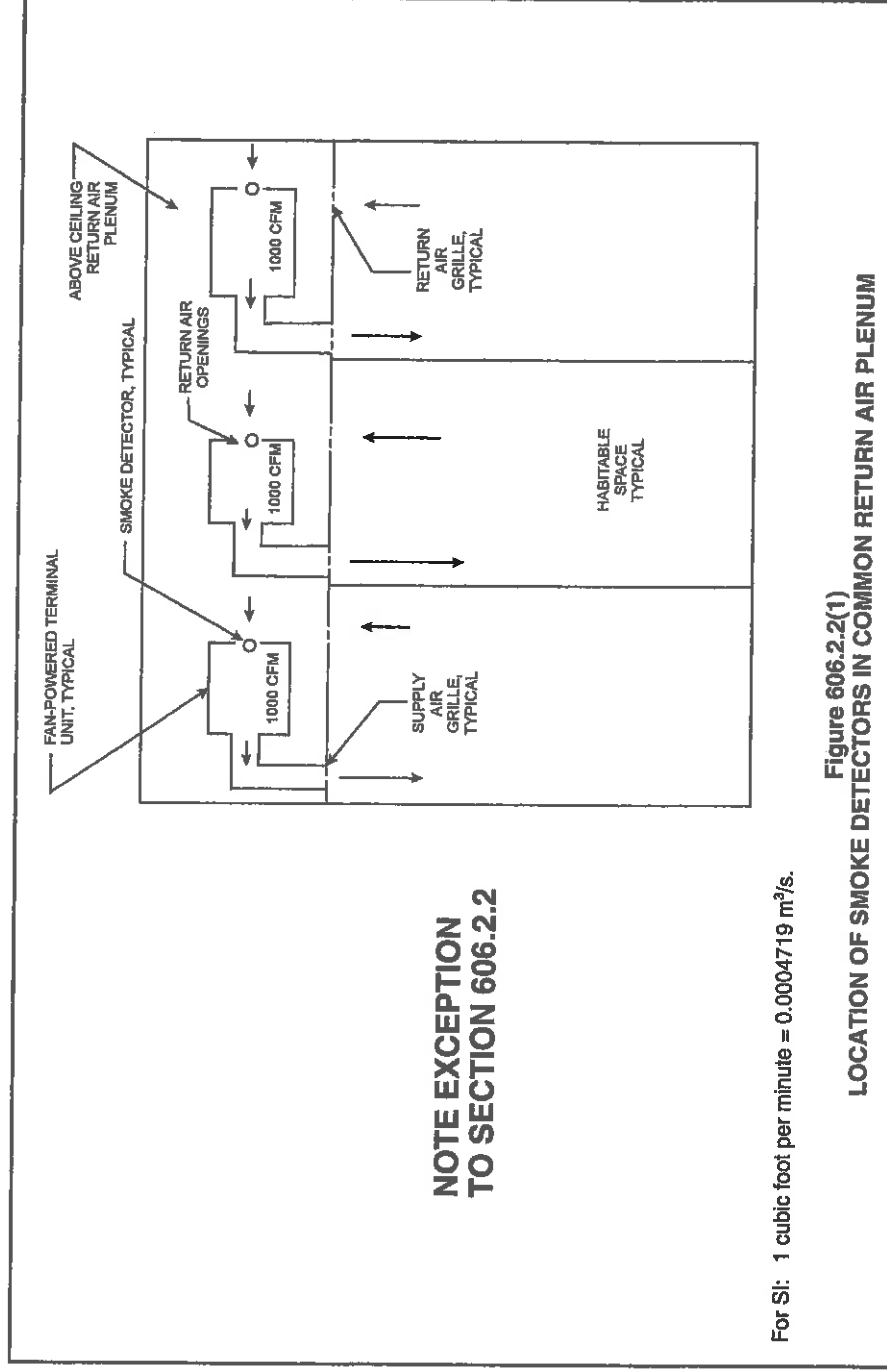 FAN-POWERED TERMINAL
UNIT, TYPICAL
SMOKE DETECTOR, TYPICAL
ABOVE CEILING
RETURN AIR
PLENUM
RETURN AIR
OPENINGS
1000 CFM
1000 CFM
1000 CFM
SUPPLY
AIR
GRILLE,
TYPICAL
RETURN
AIR
GRILLE,
TYPICAL
HABITABLE
SPACE
TYPICAL
NOTE EXCEPTION
TO SECTION 606.2.2
For SI: 1 cubic foot per minute = 0.0004719 m³/s.
Figure 606.2.2(1)
LOCATION OF SMOKE DETECTORS IN COMMON RETURN AIR PLENUM